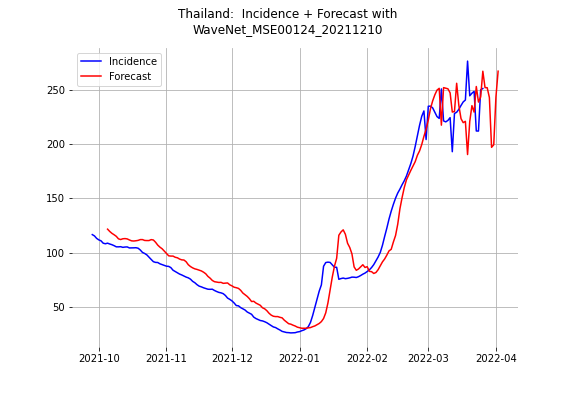 Thailand:  Incidence + Forecast with
WaveNet_MSE00124_20211210
Incidence
Forecast
250
200
150
100
50
2021-10 2021-11 2021-12 2022-01 2022-02 2022-03 2022-04